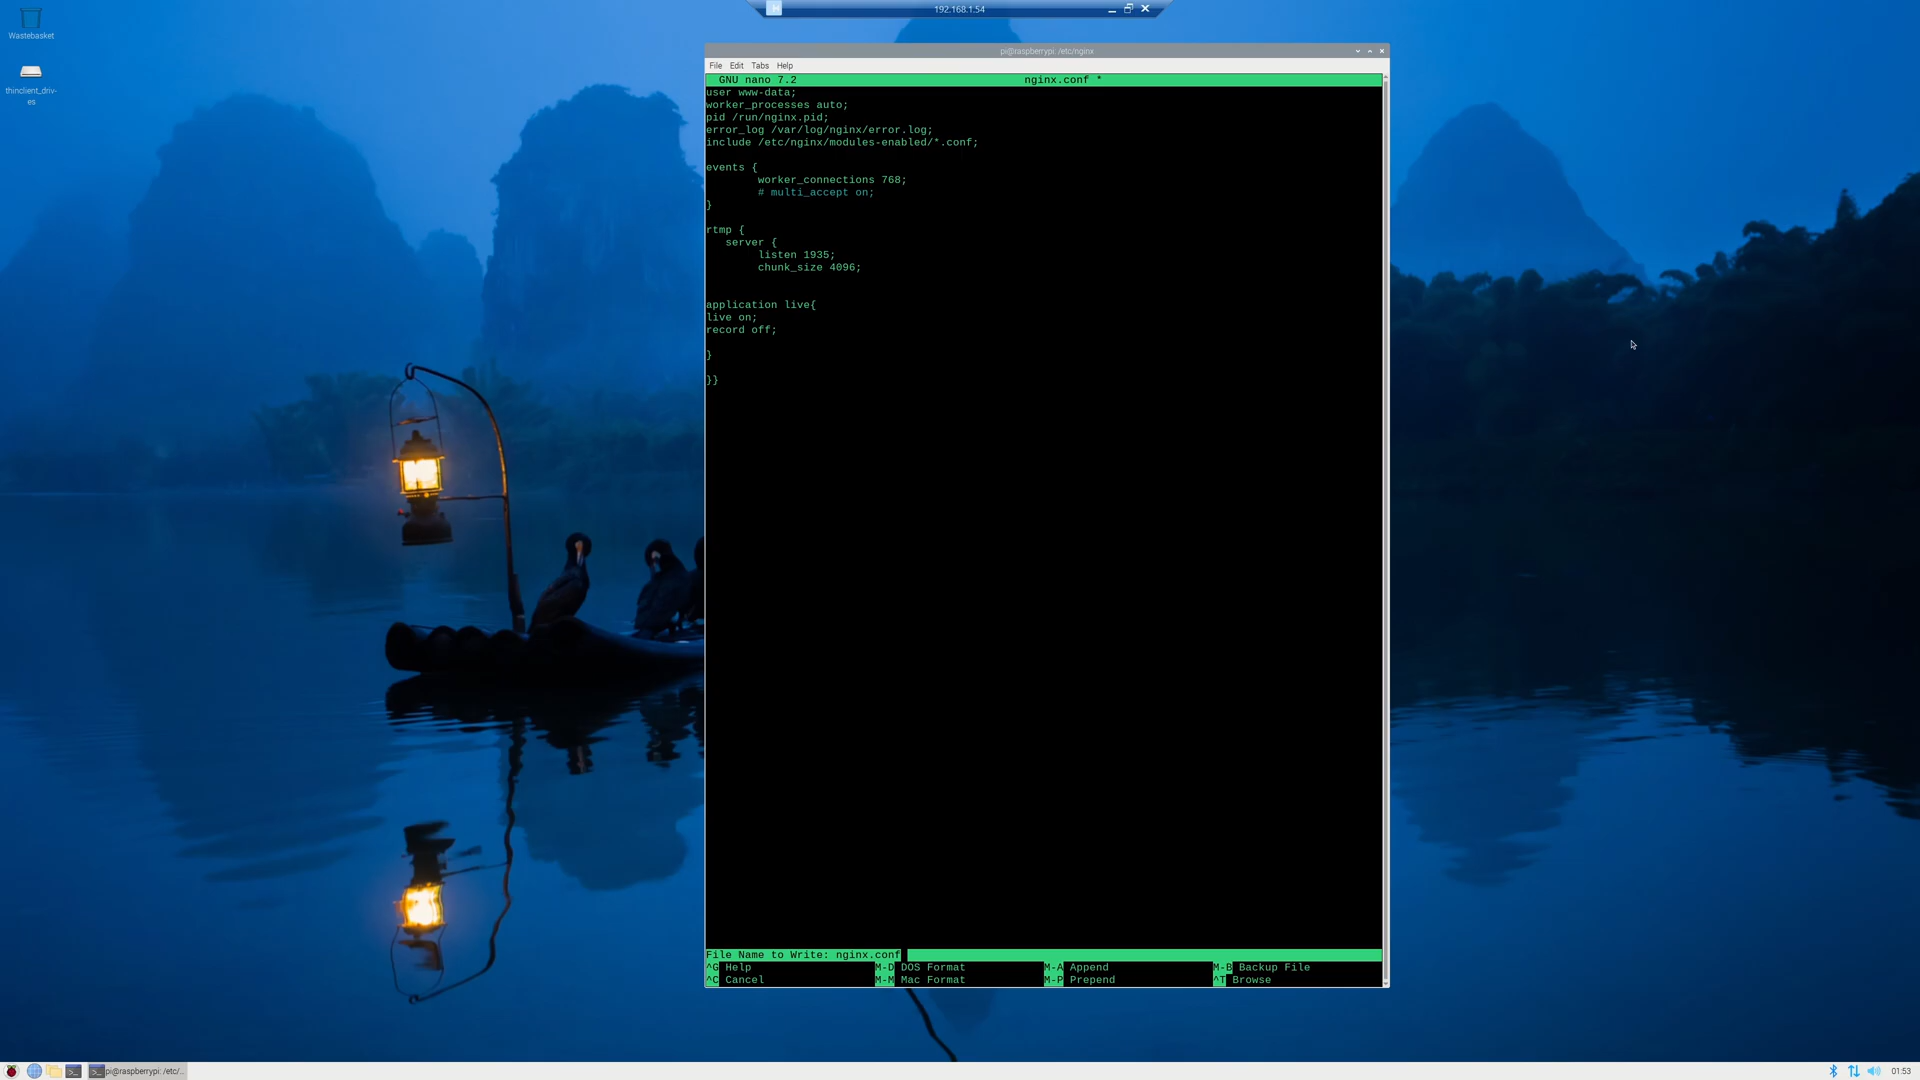 192.168.1.54
Wastebasket
thinclient_driv-
es
pi@raspberrypi: /etc/nginx
File Edit Tabs Help
GNU nano 7.2 nginx.conf *
user www-data;
worker_processes auto;
pid /run/nginx.pid;
error_log /var/log/nginx/error.log;
include /etc/nginx/modules-enabled/*.conf;
events {
worker_connections 768;
# multi_accept on;
}
rtmp {
server {
listen 1935;
chunk_size 4096;
application live{
live on;
record off;
}
}}
File Name to Write: nginx.conf
^G Help M-D DOS Format M-A Append M-B Backup File
^C Cancel M-M Mac Format M-P Prepend ^T Browse
pi@raspberrypi: /etc/...
01:53